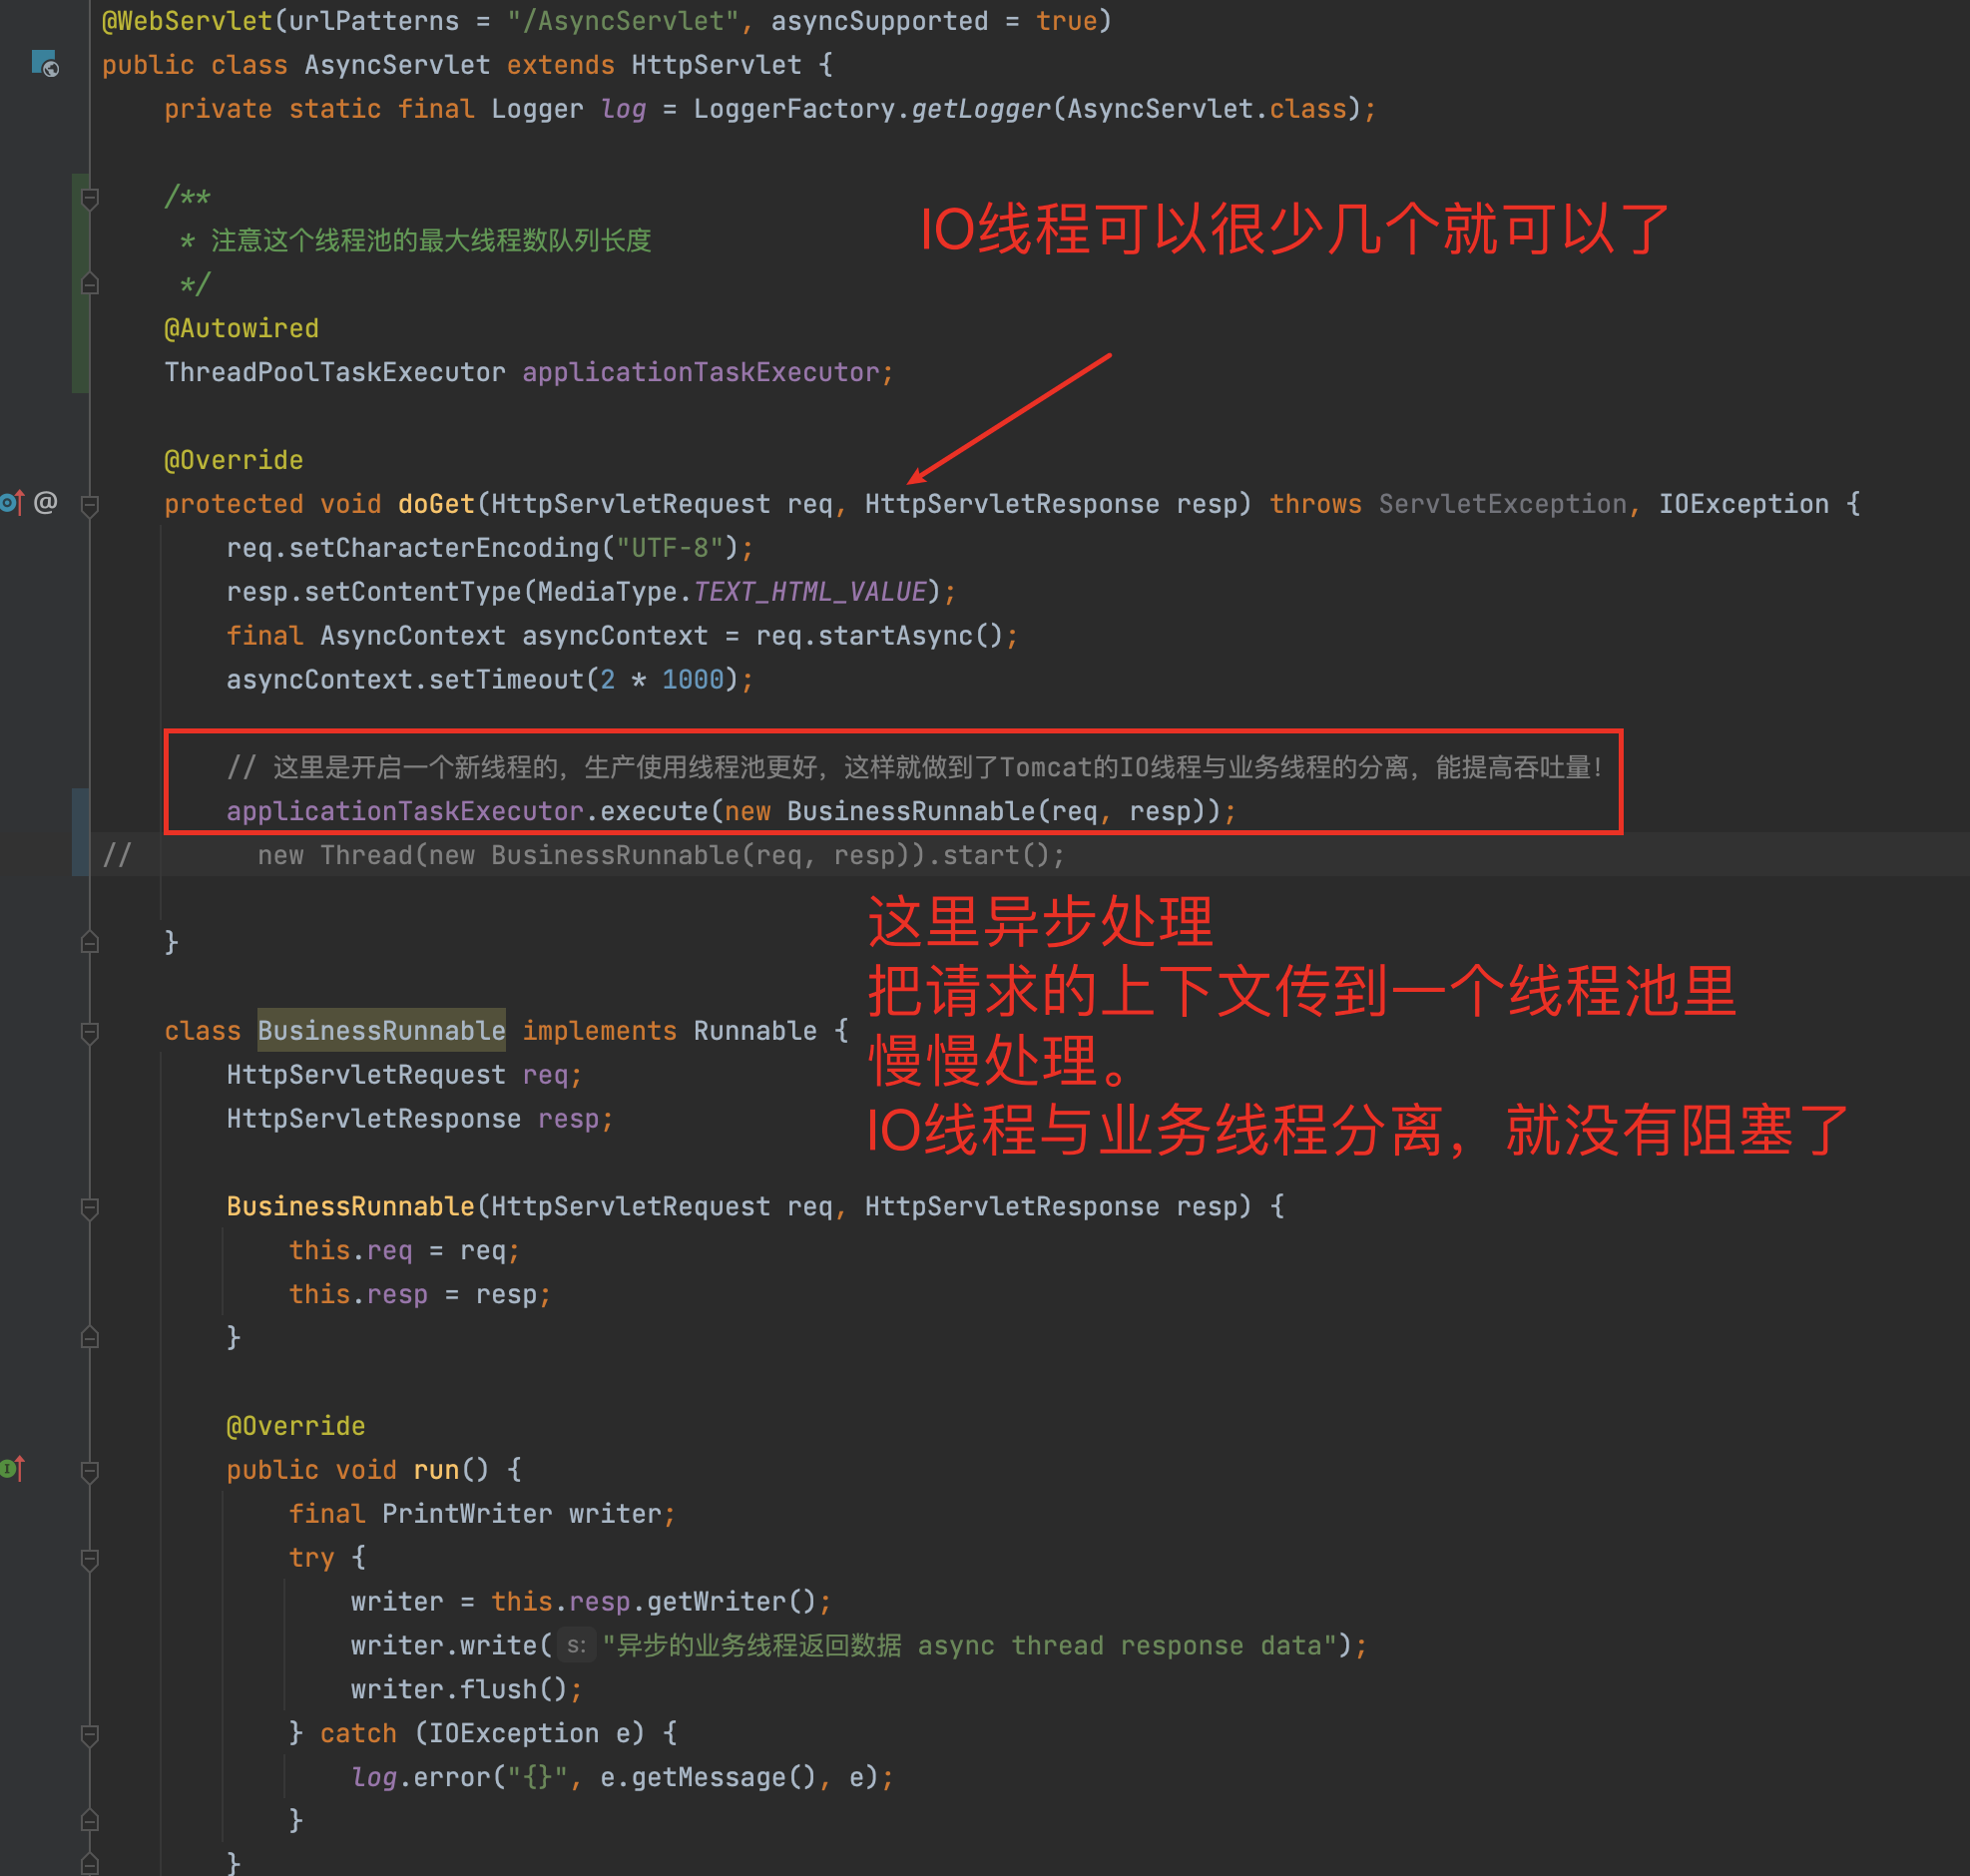 @WebServlet(urlPatterns = "/AsyncServlet", asyncSupported = true)
public class AsyncServlet extends HttpServlet {
private static final Logger log = LoggerFactory.getLogger(AsyncServlet.class);
/**
* 注意这个线程池的最大线程数队列长度
*/
IO线程可以很少几个就可以了
@Autowired
ThreadPoolTaskExecutor applicationTaskExecutor;
@Override
@
protected void doGet(HttpServletRequest req, HttpServletResponse resp) throws ServletException, IOException {
req.setCharacterEncoding("UTF-8");
resp.setContentType(MediaType.TEXT_HTML_VALUE);
final AsyncContext asyncContext = req.startAsync();
asyncContext.setTimeout(2 * 1000);
// 这里是开启一个新线程的，生产使用线程池更好，这样就做到了Tomcat的IO线程与业务线程的分离，能提高吞吐量！
applicationTaskExecutor.execute(new BusinessRunnable(req, resp));
// new Thread(new BusinessRunnable(req, resp)).start();
}
这里异步处理
把请求的上下文传到一个线程池里
慢慢处理。
IO线程与业务线程分离，就没有阻塞了
class BusinessRunnable implements Runnable {
HttpServletRequest req;
HttpServletResponse resp;
BusinessRunnable(HttpServletRequest req, HttpServletResponse resp) {
this.req = req;
this.resp = resp;
}
@Override
public void run() {
final PrintWriter writer;
try {
writer = this.resp.getWriter();
writer.write( s: "异步的业务线程返回数据 async thread response data");
writer.flush();
} catch (IOException e) {
log.error("{}", e.getMessage(), e);
}
}